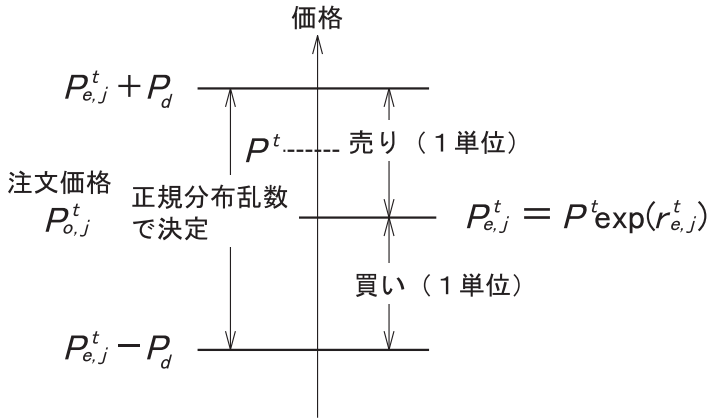 価格
P^t_{e,j}+P_d
P^t
売り（１単位）
注文価格
P^t_{o,j}
正規分布乱数
で決定
P^t_{e,j}＝P^t exp(r^t_{e,j})
買い（１単位）
P^t_{e,j}−P_d